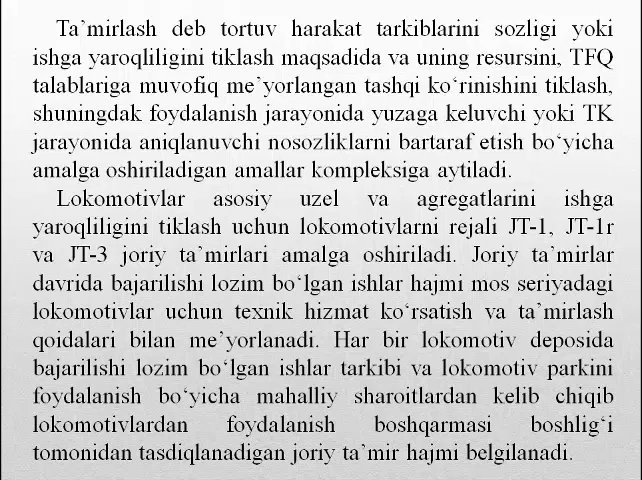 Ta’mirlash deb tortuv harakat tarkiblarini sozligi yoki
ishga yaroqliligini tiklash maqsadida va uning resursini, TFQ
talablariga muvofiq me’yorlangan tashqi ko‘rinishini tiklash,
shuningdak foydalanish jarayonida yuzaga keluvchi yoki TK
jarayonida aniqlanuvchi nosozliklarni bartaraf etish bo‘yicha
amalga oshiriladigan amallar kompleksiga aytiladi.
Lokomotivlar asosiy uzel va agregatlarini ishga
yaroqliligini tiklash uchun lokomotivlarni rejali JT-1, JT-1r
va JT-3 joriy ta’mirlari amalga oshiriladi. Joriy ta’mirlar
davrida bajarilishi lozim bo‘lgan ishlar hajmi mos seriyadagi
lokomotivlar uchun texnik hizmat ko‘rsatish va ta’mirlash
qoidalari bilan me’yorlanadi. Har bir lokomotiv deposida
bajarilishi lozim bo‘lgan ishlar tarkibi va lokomotiv parkini
foydalanish bo‘yicha mahalliy sharoitlardan kelib chiqib
lokomotivlardan foydalanish boshqarmasi boshlig‘i
tomonidan tasdiqlanadigan joriy ta’mir hajmi belgilanadi.